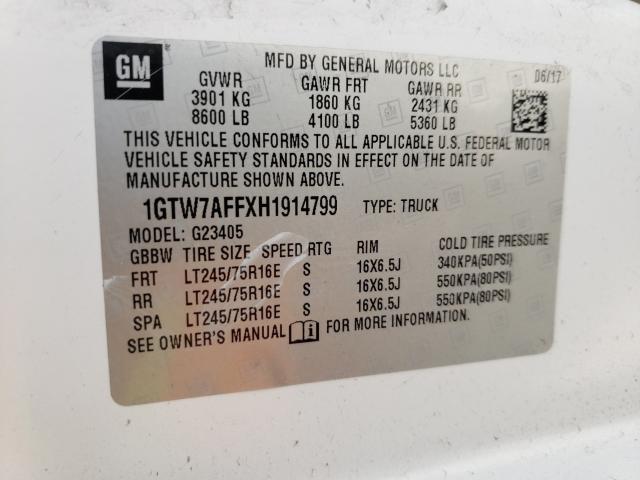 GM
MFD BY GENERAL MOTORS LLC 06/17
GVWR GAWR FRT GAWR RR
3901 KG 1860 KG 2431 KG
8600 LB 4100 LB 5360 LB
THIS VEHICLE CONFORMS TO ALL APPLICABLE U.S. FEDERAL MOTOR
VEHICLE SAFETY STANDARDS IN EFFECT ON THE DATE OF
MANUFACTURE SHOWN ABOVE.
1GTW7AFFXH1914799 TYPE: TRUCK
MODEL: G23405
GBBW TIRE SIZE SPEED RTG RIM COLD TIRE PRESSURE
FRT LT245/75R16E S 16X6.5J 340KPA(50PSI)
RR LT245/75R16E S 16X6.5J 550KPA(80PSI)
SPA LT245/75R16E S 16X6.5J 550KPA(80PSI)
SEE OWNER'S MANUAL FOR MORE INFORMATION.